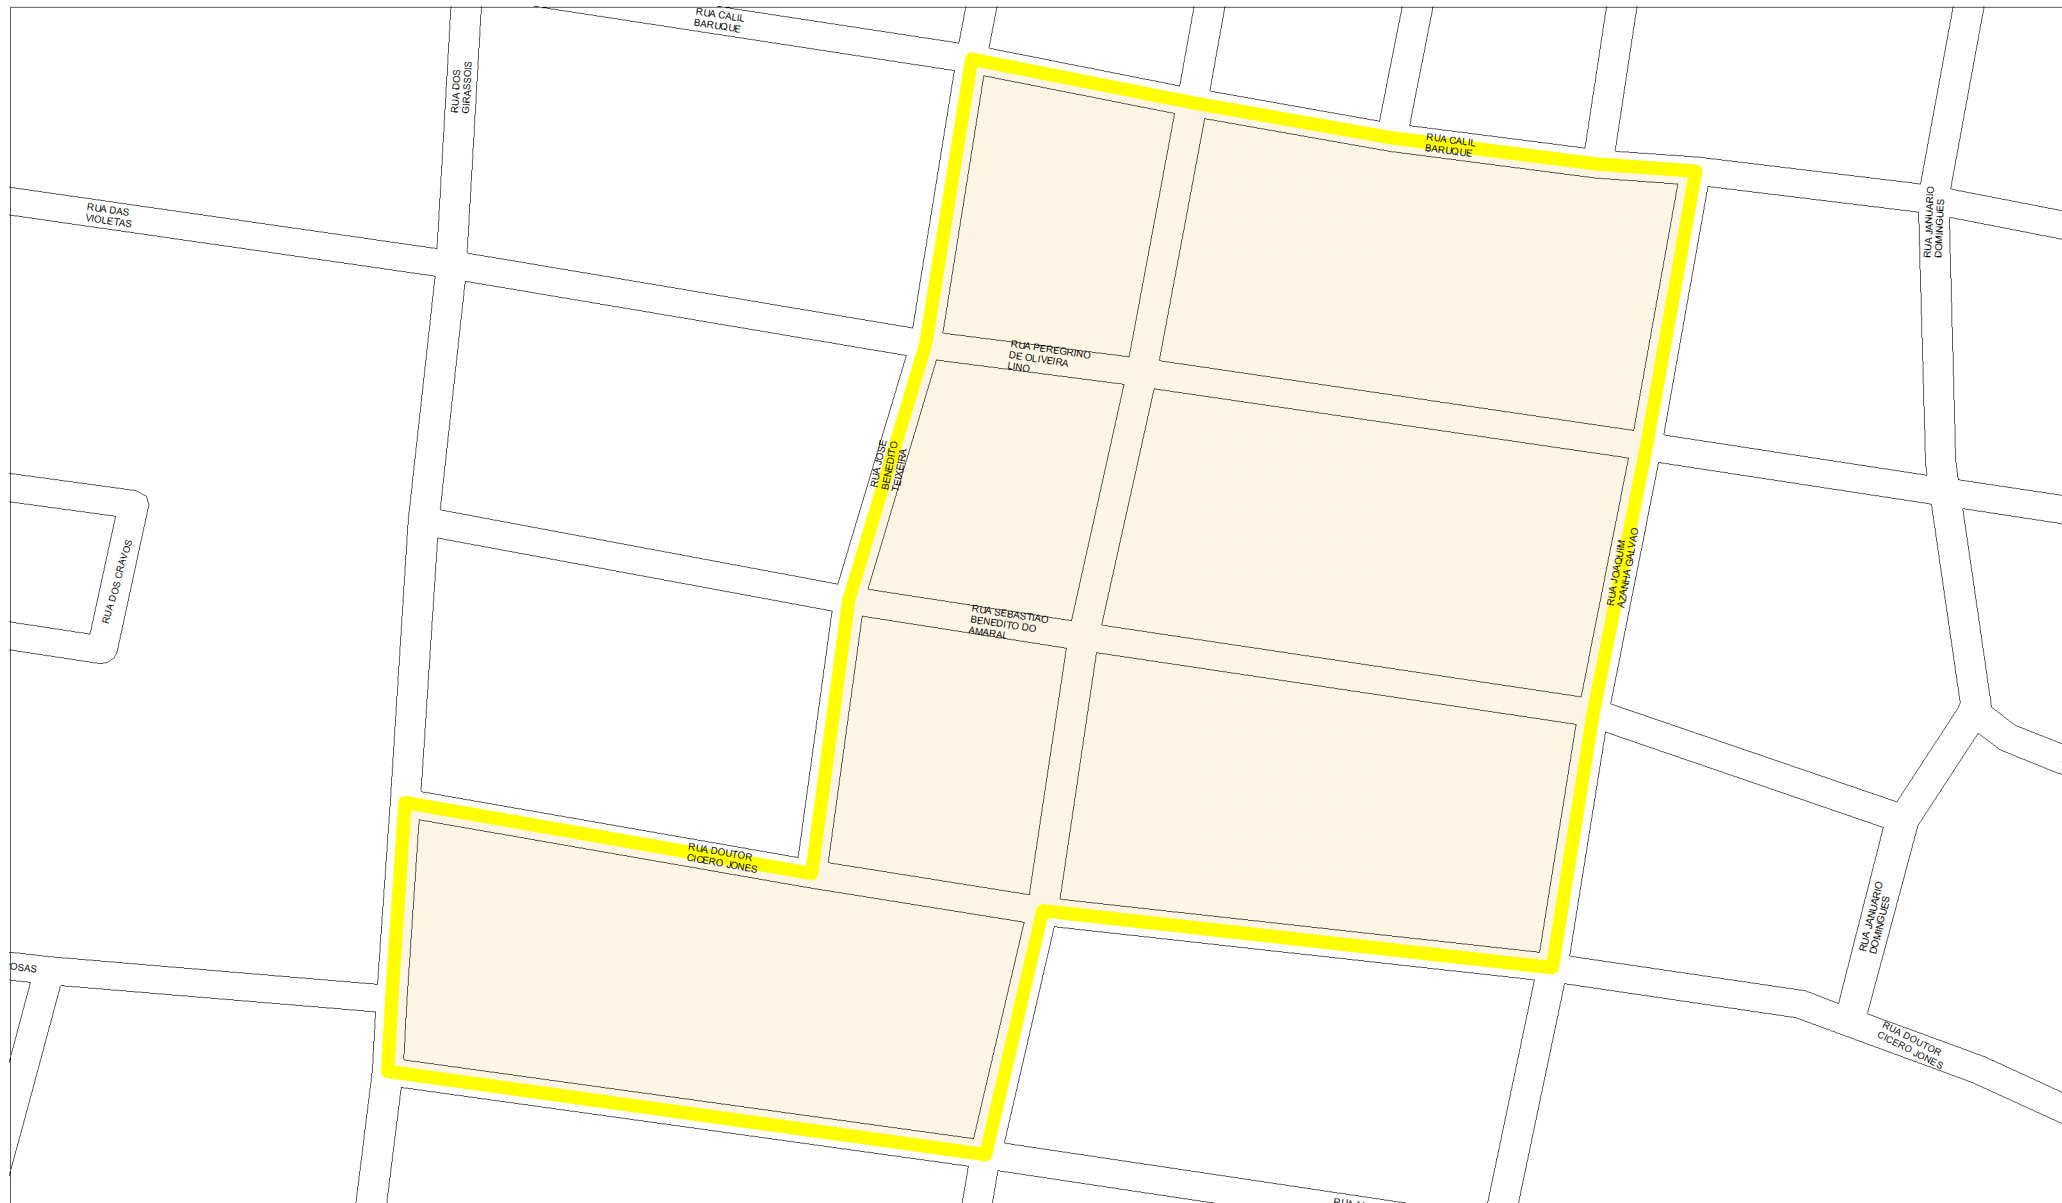 RUA CALIL
BARUQUE
RUA DOS
GIRASSOIS
RUA CALIL
BARUQUE
RUA DAS
VIOLETAS
RUA JANUARIO
DOMINGUES
RUA PEREGRINO
DE OLIVEIRA
LINO
RUA JOSE
BENEDITO
TEIXEIRA
RUA DOS CRAVOS
RUA JOAQUIM
AZANHA GALVAO
RUA SEBASTIAO
BENEDITO DO
AMARAL
RUA DOUTOR
CICERO JONES
RUA JANUARIO
DOMINGUES
OSAS
RUA DOUTOR
CICERO JONES
RUA